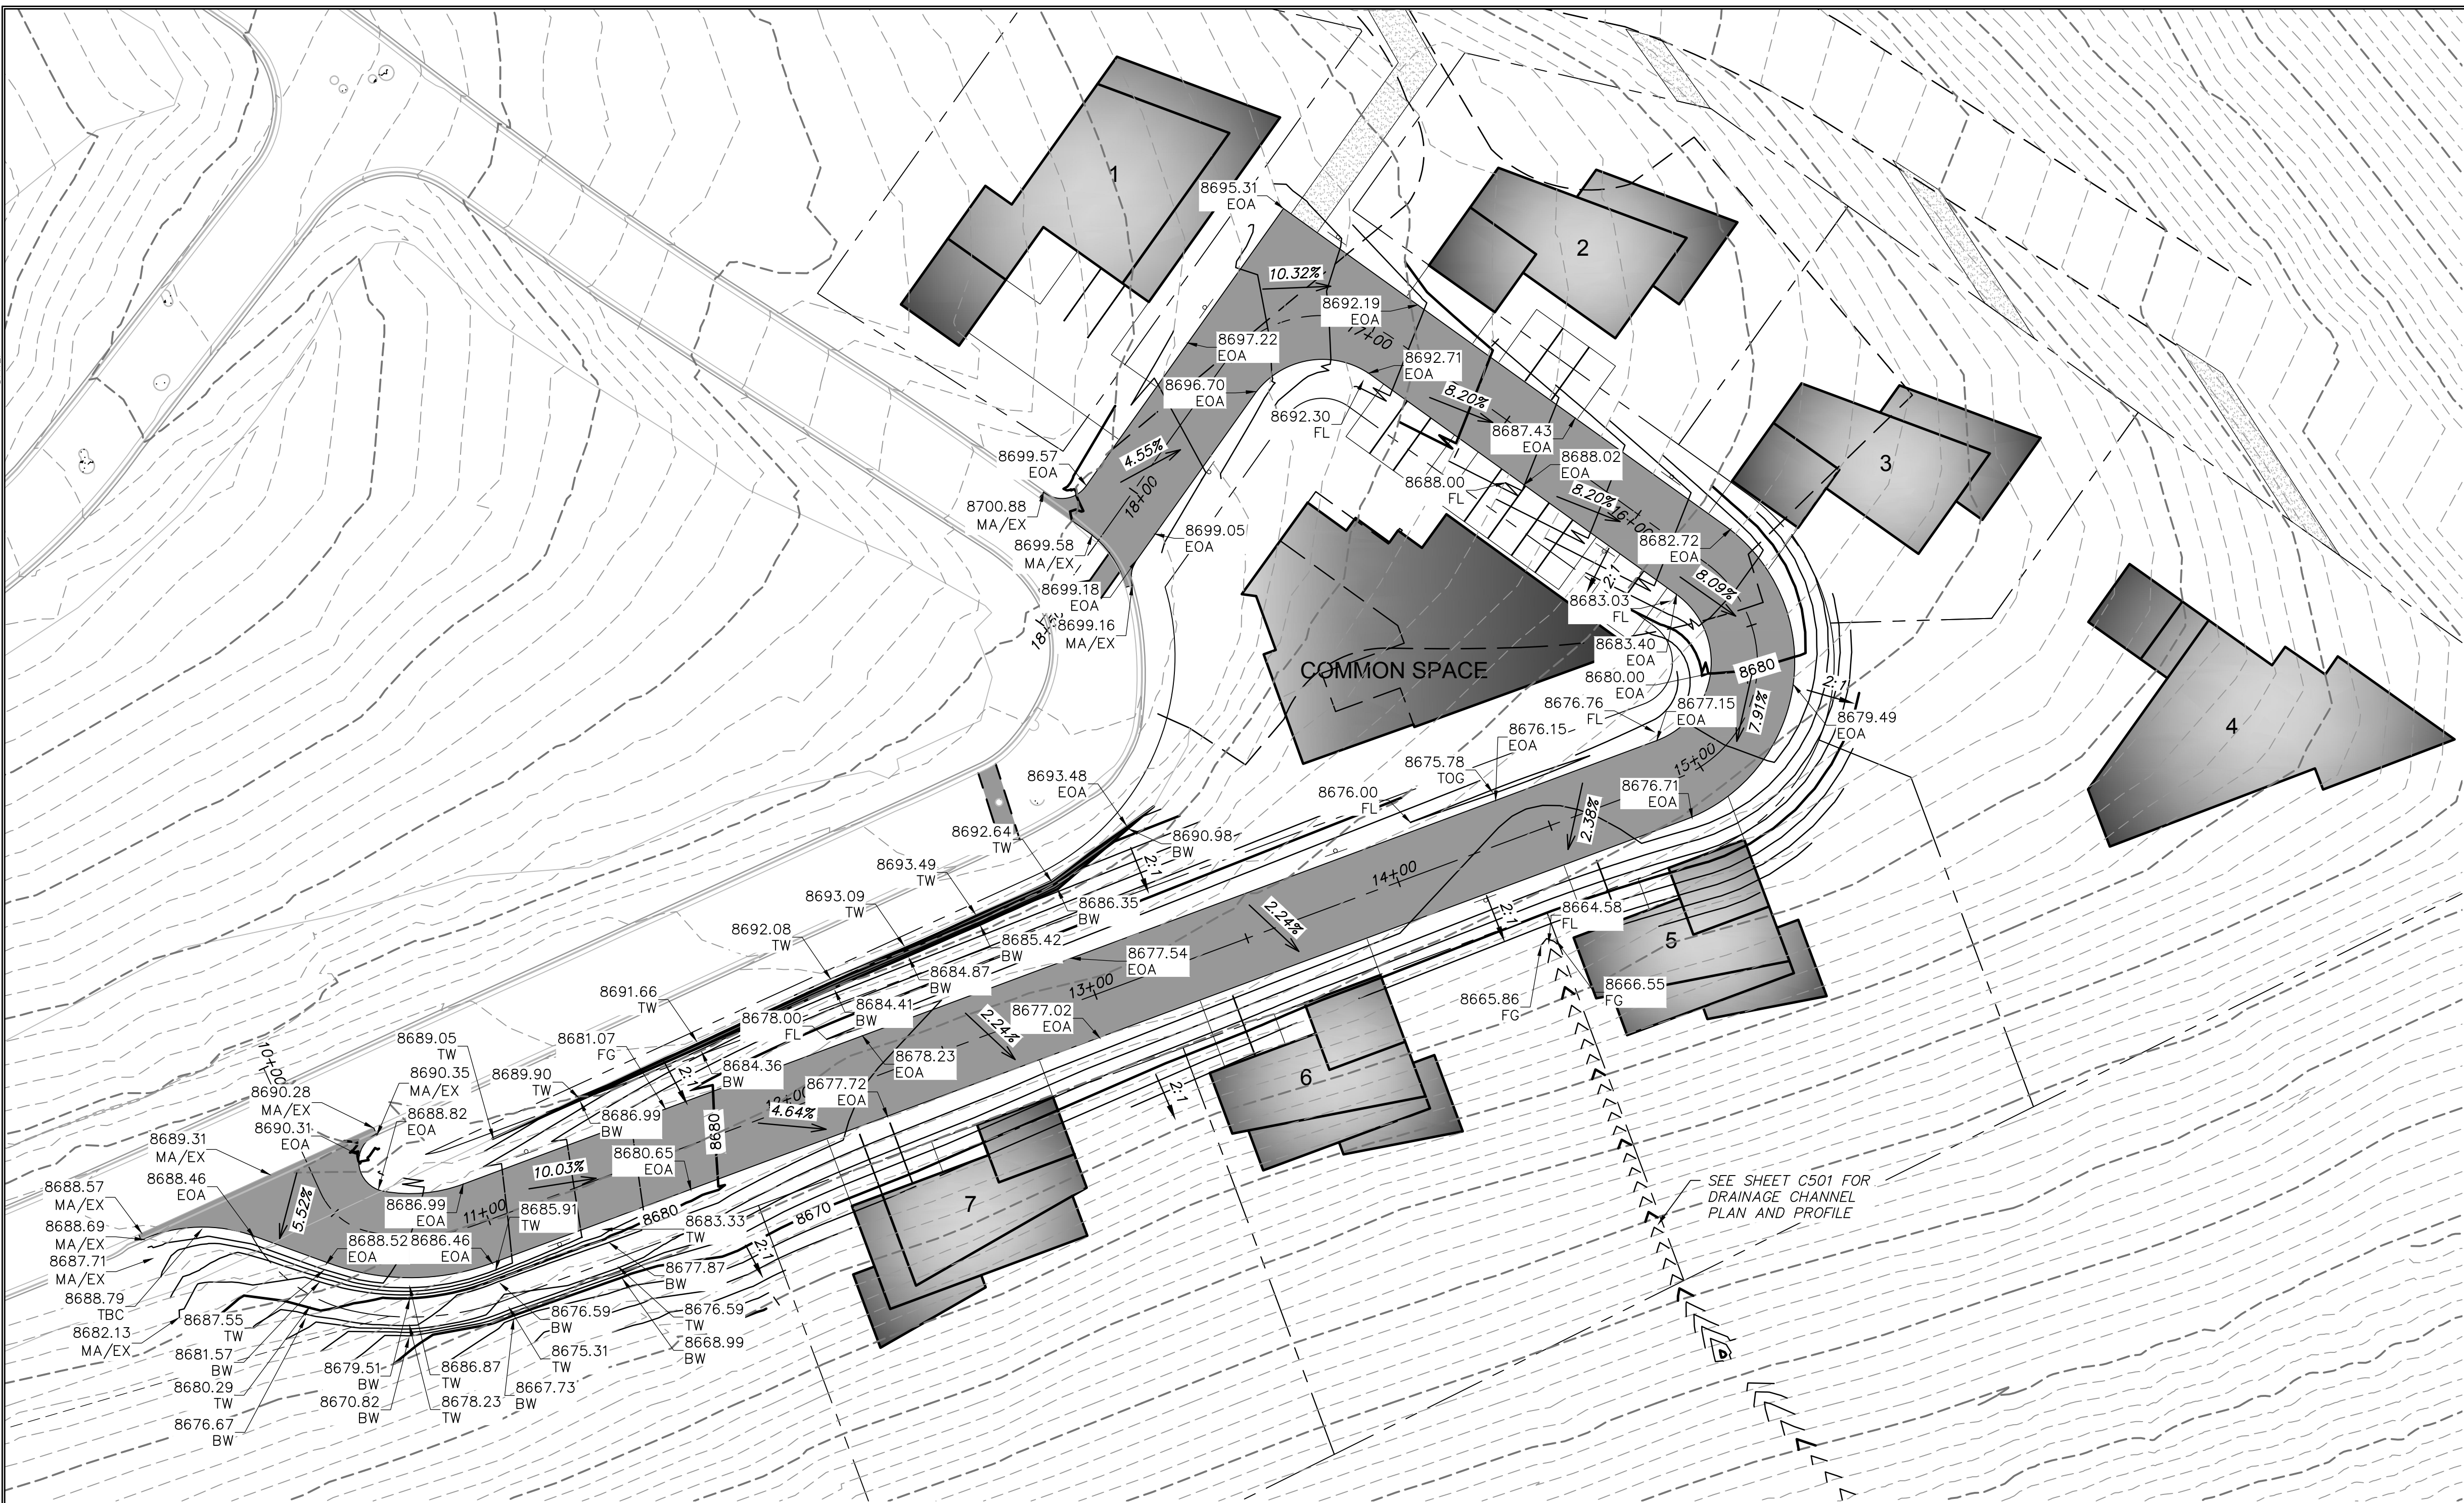 1
8695.31
EOA
2
10.32%
8692.19
EOA
17+00
8697.22
EOA
8692.71
EOA
8696.70
EOA
8.20%
8692.30
FL
8687.43
EOA
3
4.55%
8699.57
EOA
8688.02
EOA
8688.00
FL
18+00
8.20%
16+00
8700.88
MA/EX
8699.05
EOA
8699.58
MA/EX
8682.72
EOA
2:1
8.09%
8699.18
EOA
8683.03
FL
8699.16
MA/EX
8683.40
EOA
COMMON SPACE
8680.00
EOA
8680
2:1
8676.76
FL
8677.15
EOA
7.91%
8679.49
EOA
4
8676.15
EOA
8675.78
TOG
15+00
8693.48
EOA
8676.00
FL
8676.71
EOA
2.38%
8692.64
TW
8690.98
BW
2:1
8693.49
TW
14+00
8693.09
TW
8686.35
BW
2.24%
2:1
8664.58
FL
8692.08
TW
8685.42
BW
5
8677.54
EOA
8684.87
BW
13+00
8691.66
TW
8684.41
BW
8666.55
FG
8665.86
FG
8678.00
FL
8677.02
EOA
2.24%
8681.07
FG
8689.05
TW
8678.23
EOA
10+00
8690.35
MA/EX
8689.90
TW
2:1
8684.36
BW
8677.72
EOA
6
2:1
8690.28
MA/EX
12+00
4.64%
8688.82
EOA
8686.99
BW
8680
8690.31
EOA
8689.31
MA/EX
8680.65
EOA
10.03%
8688.46
EOA
8688.57
MA/EX
SEE SHEET C501 FOR
DRAINAGE CHANNEL
PLAN AND PROFILE
5.52%
8686.99
EOA
11+00
8685.91
TW
8680
8670
7
8688.69
MA/EX
8683.33
TW
8688.52
EOA
8686.46
EOA
2:1
8687.71
MA/EX
8677.87
BW
8688.79
TBC
8687.55
TW
8676.59
BW
8676.59
TW
8682.13
MA/EX
8675.31
TW
8668.99
BW
8681.57
BW
8679.51
BW
8686.87
TW
8680.29
TW
8667.73
BW
8670.82
BW
8678.23
TW
8676.67
BW
D